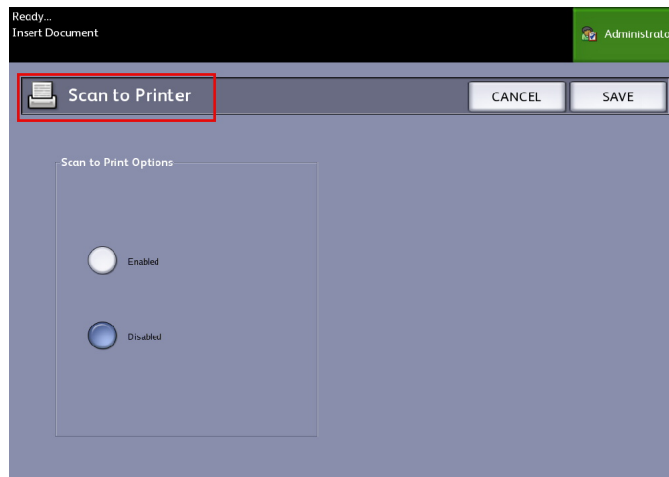 Ready...
Insert Document
Administrato
Scan to Printer
CANCEL
SAVE
Scan to Print Options
Enabled
Disabled